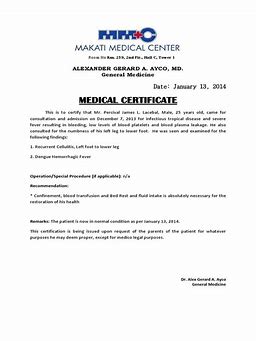 MMC
MAKATI MEDICAL CENTER
Room No Rm. 259, 2nd Flr., Hall C, Tower 1
ALEXANDER GERARD A. AYCO, MD.
General Medicine
Date: January 13, 2014
MEDICAL CERTIFICATE
This is to certify that Mr. Percival James L. Lacebal, Male, 25 years old, came for
consultation and admission on December 7, 2013 for infectious tropical disease and severe
fever resulting in bleeding, low levels of blood platelets and blood plasma leakage. He also
consulted for the numbness of his left leg to lower foot. He was seen and examined for the
following findings:
1. Recurrent Cellulitis, Left foot to lower leg
2. Dengue Hemorrhagic Fever
Operation/Special Procedure (if applicable): n/a
Recommendation:
* Confinement, blood transfusion and Bed Rest and fluid intake is absolutely necessary for the
restoration of his health
Remarks: The patient is now in normal condition as per January 13, 2014.
This certification is being issued upon request of the parents of the patient for whatever
purposes he may deem proper, except for medico legal purposes.
Dr. Alex Gerard A. Ayco
General Medicine